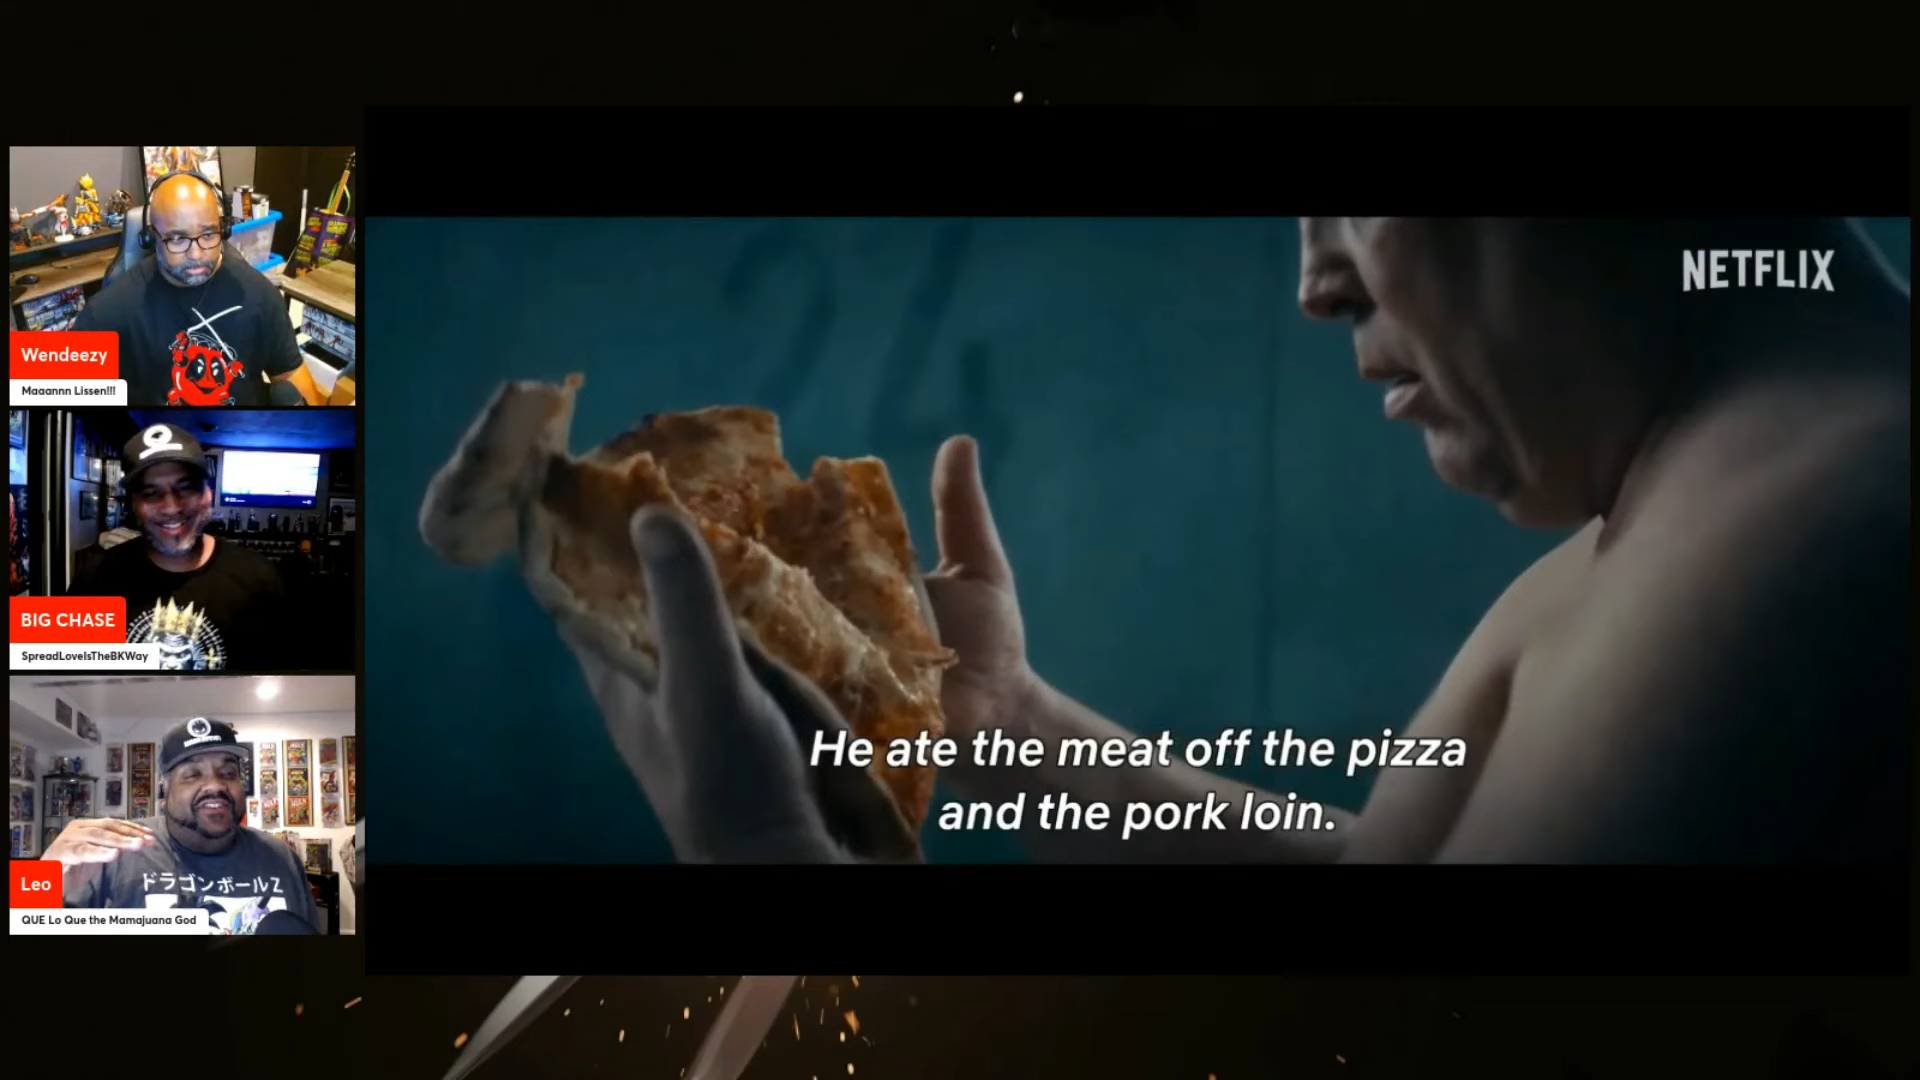 NETFLIX
Wendeezy
Maaannn Lissen!!!
BIG CHASE
SpreadLoveIsTheBKWay
Leo
QUE Lo Que the Mamajuana God
ドラゴンボールZ
He ate the meat off the pizza
and the pork loin.
24